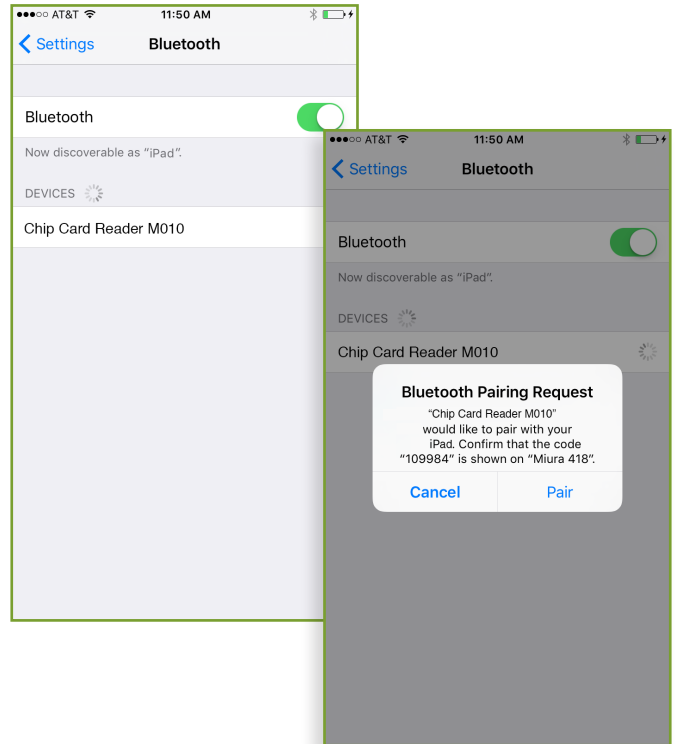 AT&T 11:50 AM
Settings Bluetooth
Bluetooth
Now discoverable as “iPad”.
DEVICES
Chip Card Reader M010
AT&T 11:50 AM
Settings Bluetooth
Bluetooth
Now discoverable as “iPad”.
DEVICES
Chip Card Reader M010
Bluetooth Pairing Request
“Chip Card Reader M010”
would like to pair with your
iPad. Confirm that the code
“109984” is shown on “Miura 418”.
Cancel Pair